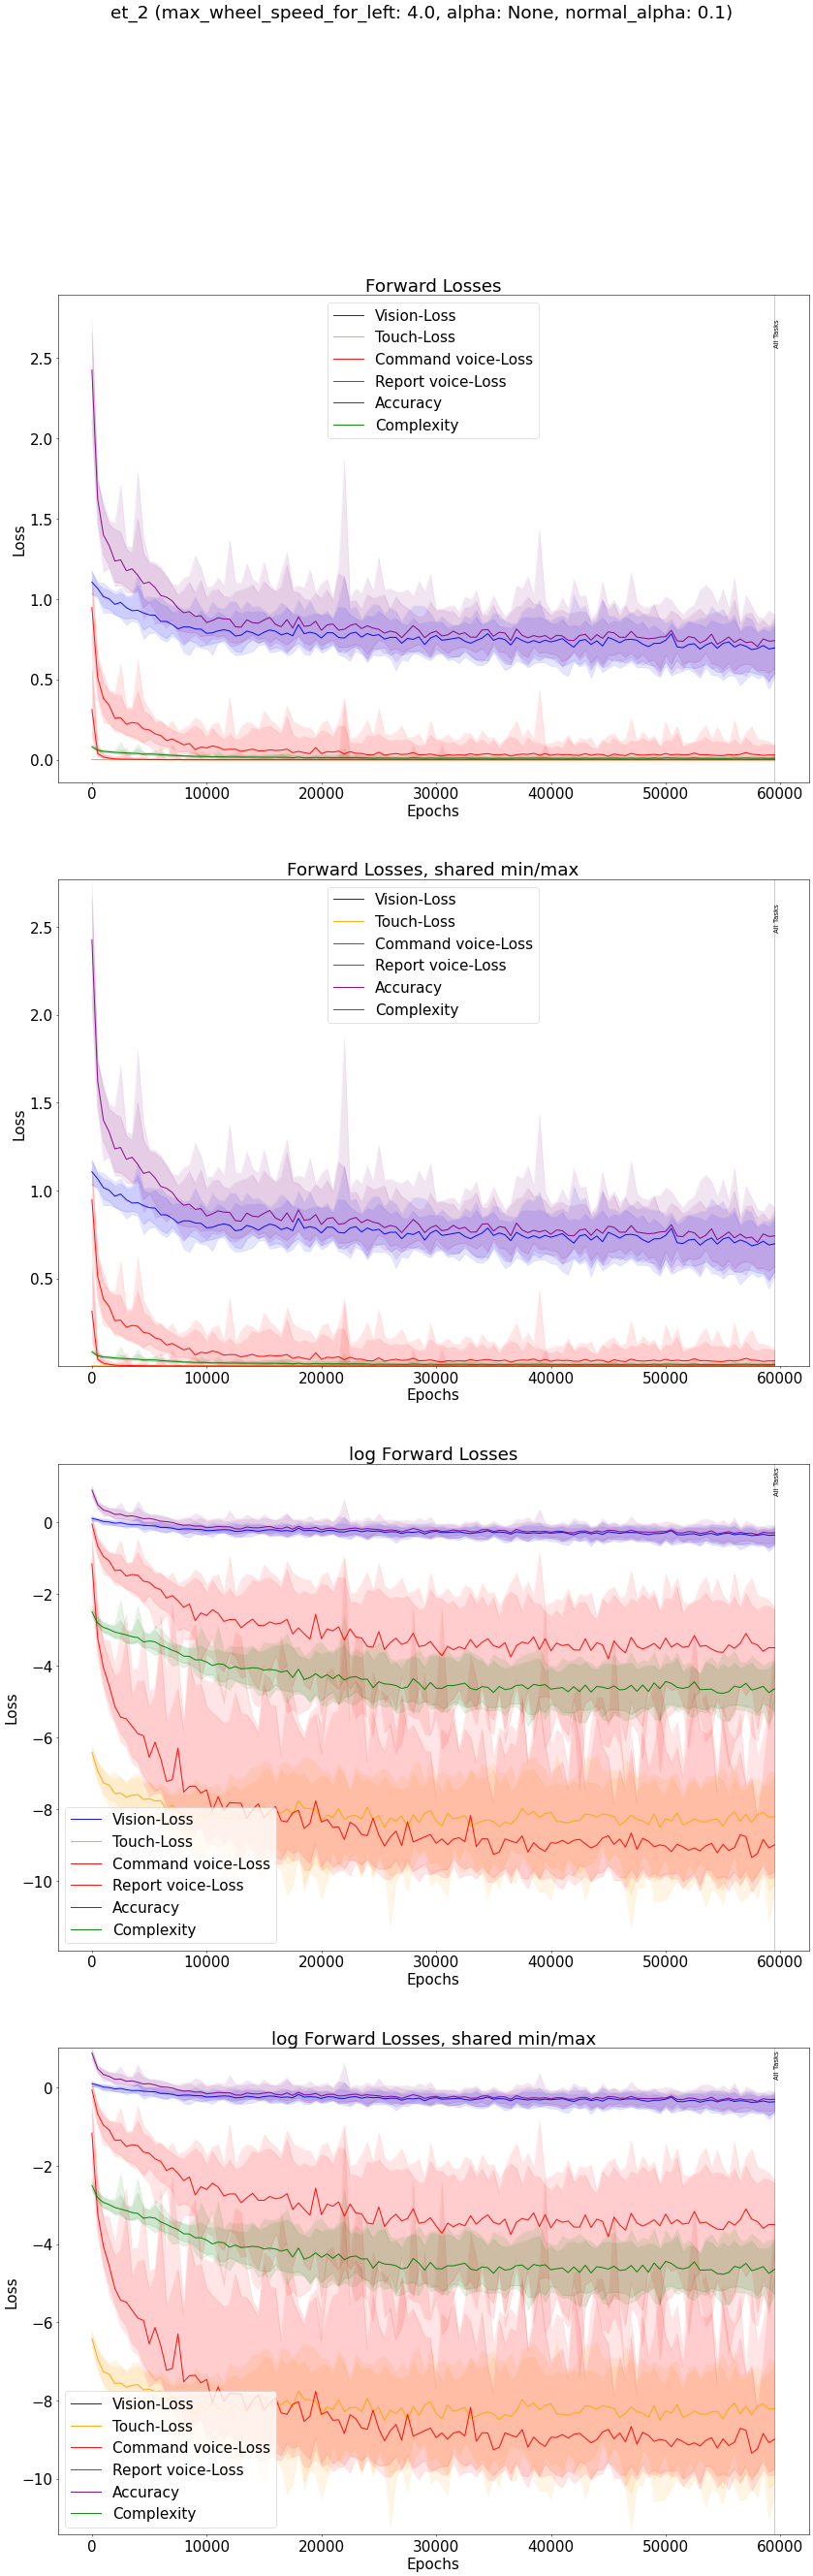 et_2 (max_wheel_speed_for_left: 4.0, alpha: None, normal_alpha: 0.1)
Forward Losses
Vision-Loss
Touch-Loss
Command voice-Loss
Report voice-Loss
Accuracy
Complexity
All Tasks
2.5
2.0
1.5
1.0
0.5
0.0
Loss
0 10000 20000 30000 40000 50000 60000
Epochs
Forward Losses, shared min/max
Vision-Loss
Touch-Loss
Command voice-Loss
Report voice-Loss
Accuracy
Complexity
All Tasks
2.5
2.0
1.5
1.0
0.5
Loss
0 10000 20000 30000 40000 50000 60000
Epochs
log Forward Losses
All Tasks
0
−2
−4
−6
−8
−10
Loss
Vision-Loss
Touch-Loss
Command voice-Loss
Report voice-Loss
Accuracy
Complexity
0 10000 20000 30000 40000 50000 60000
Epochs
log Forward Losses, shared min/max
All Tasks
0
−2
−4
−6
−8
−10
Loss
Vision-Loss
Touch-Loss
Command voice-Loss
Report voice-Loss
Accuracy
Complexity
0 10000 20000 30000 40000 50000 60000
Epochs